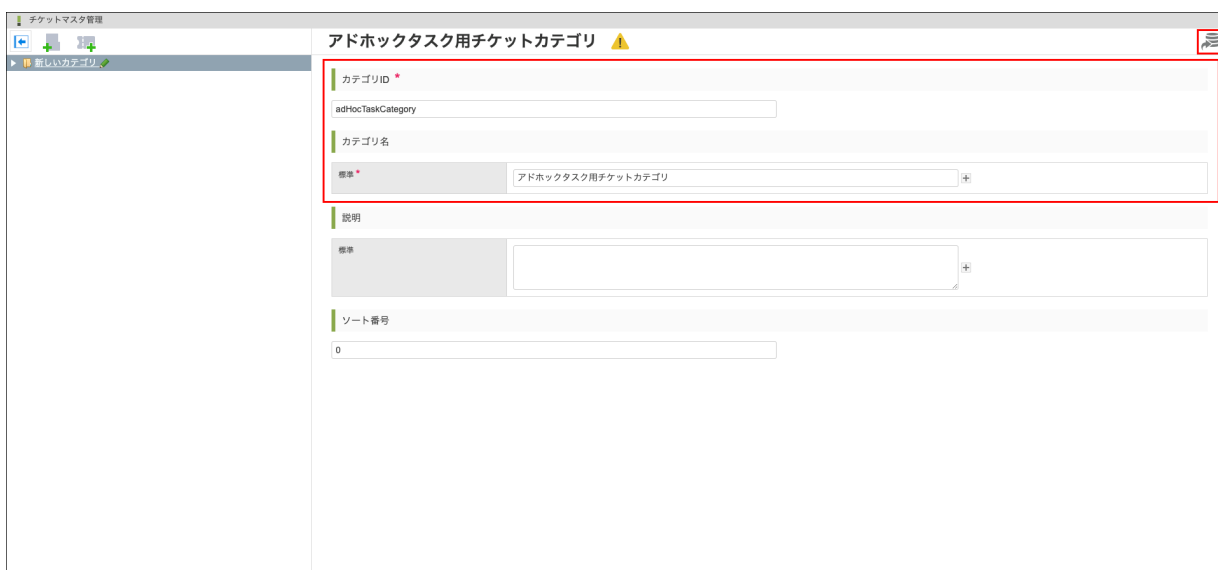 チケットマスタ管理
アドホックタスク用チケットカテゴリ
新しいカテゴリ
カテゴリID *
adHocTaskCategory
カテゴリ名
標準 *
アドホックタスク用チケットカテゴリ
説明
標準
ソート番号
0